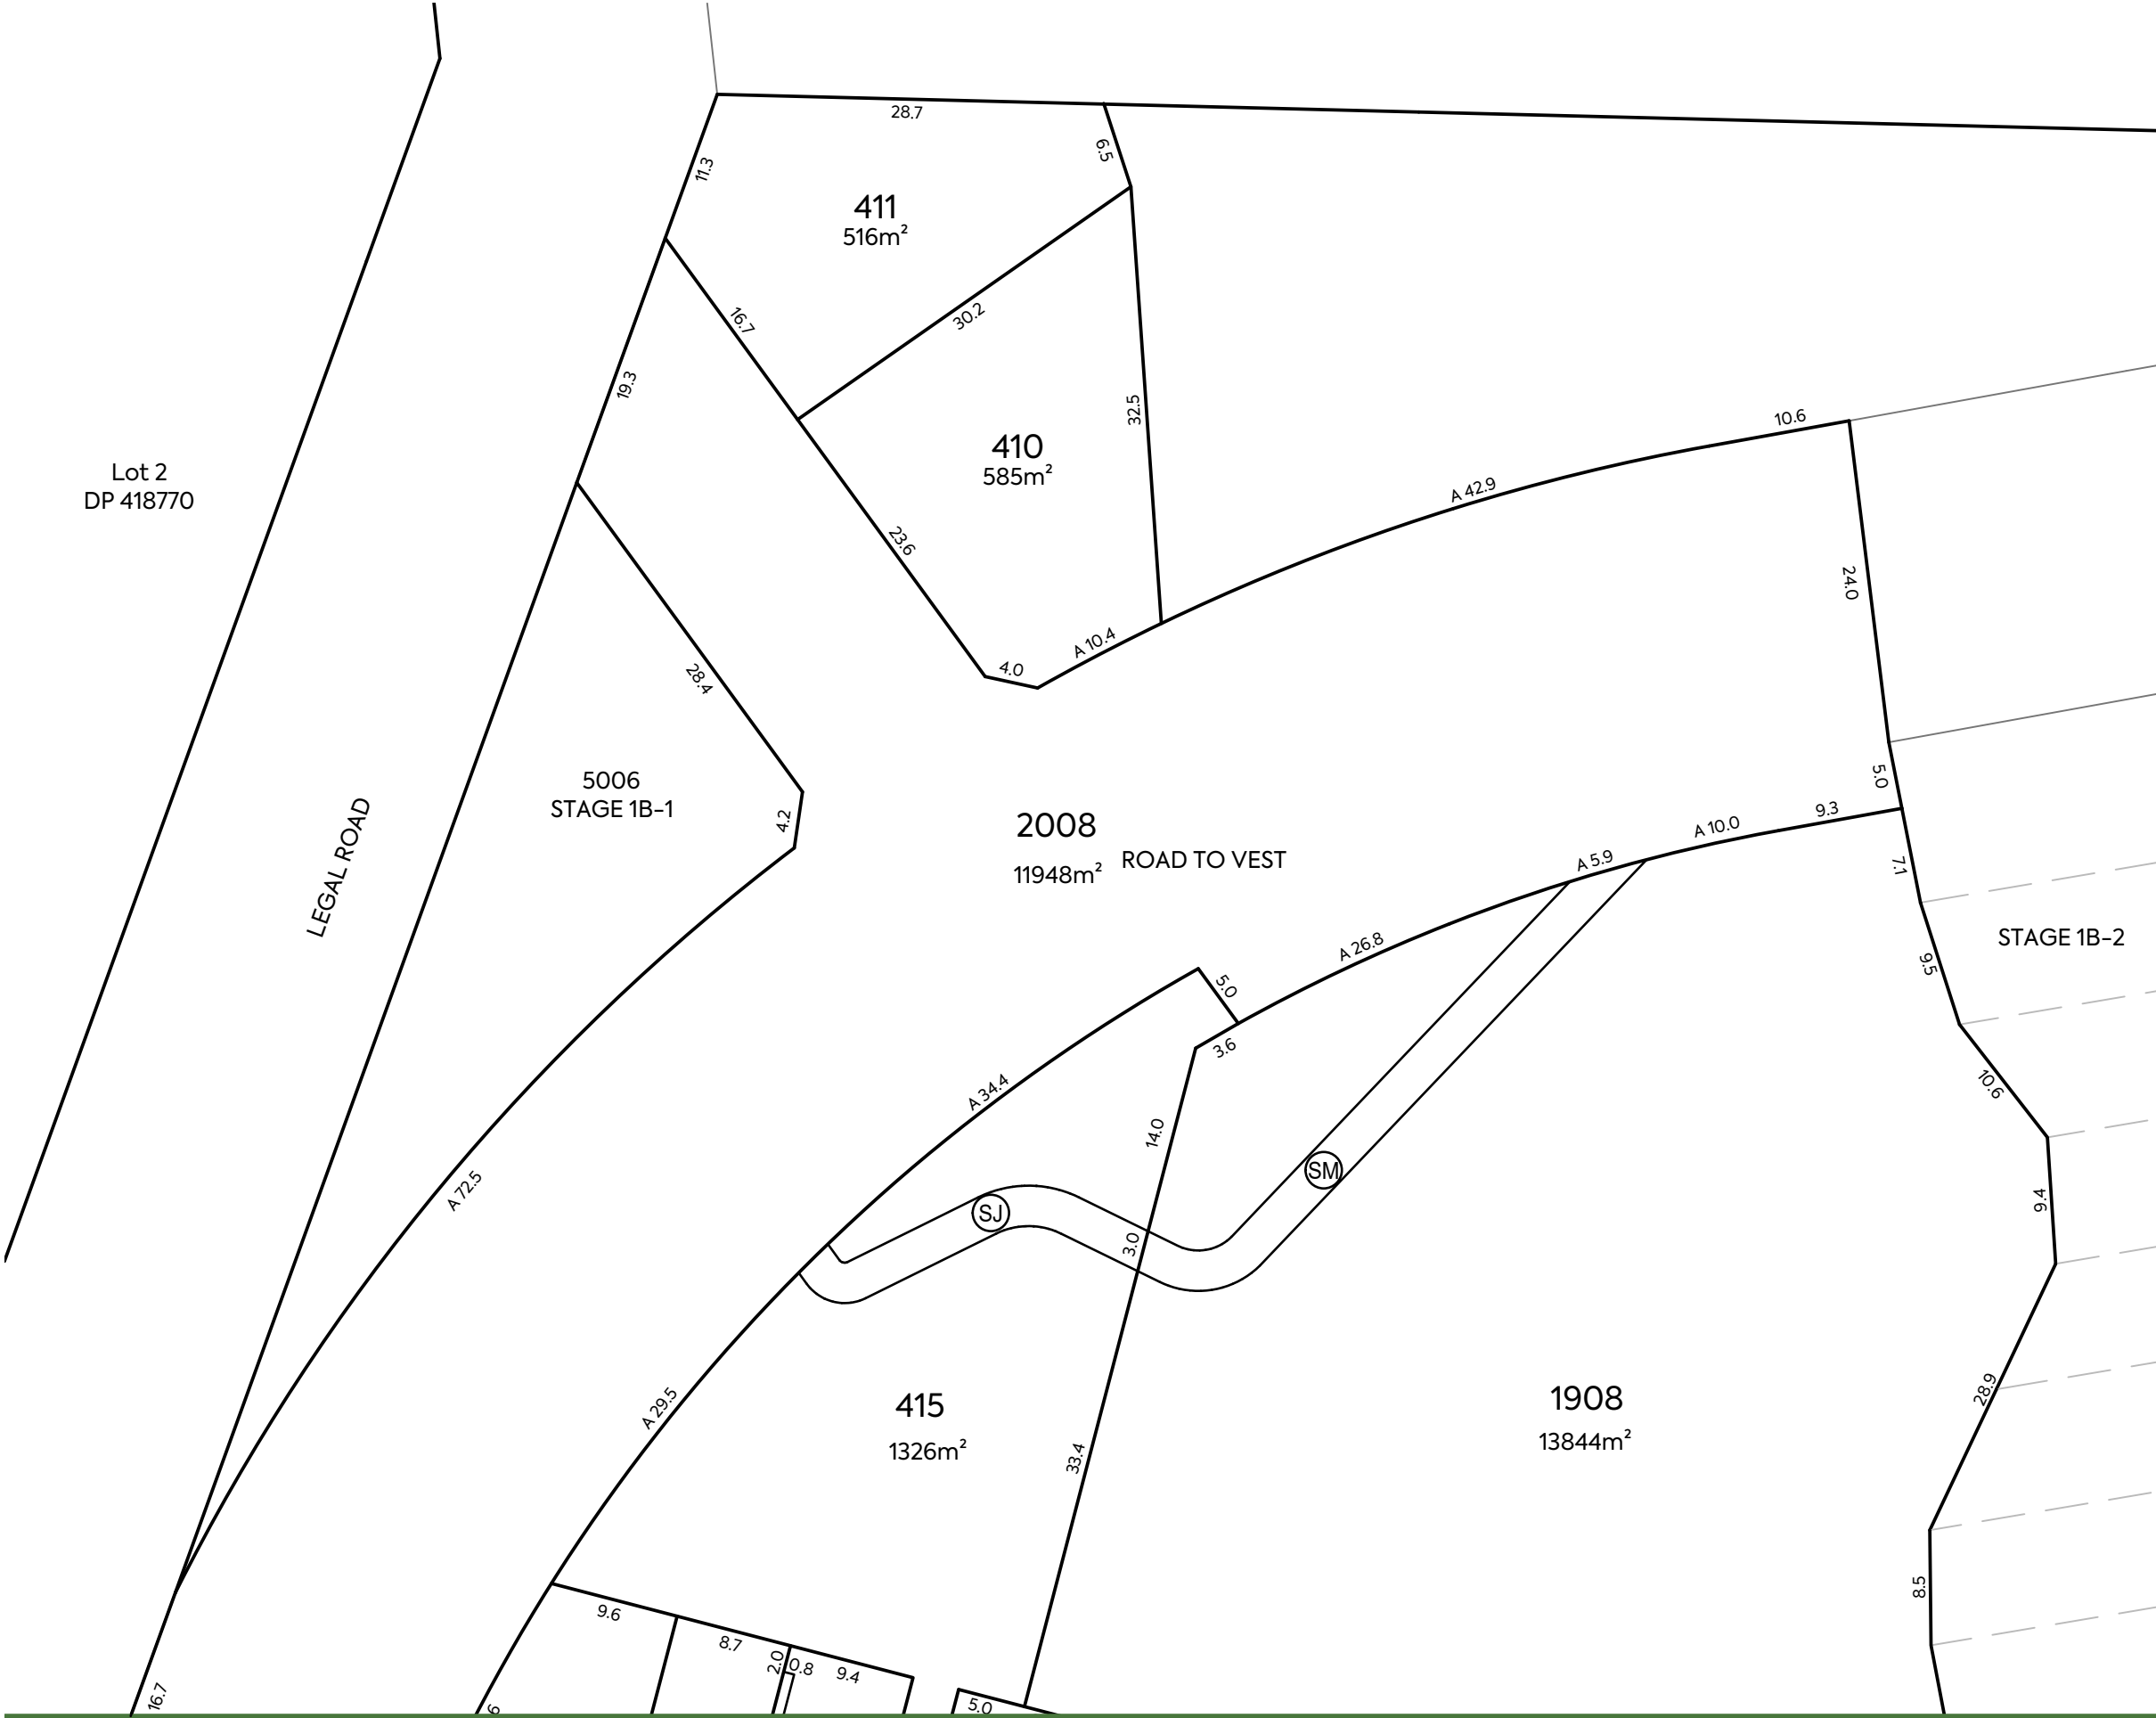 28.7
6.5
11.3
411
516m²
16.7
30.2
19.3
32.5
10.6
410
585m²
Lot 2
DP 418770
A 42.9
23.6
24.0
A 10.4
4.0
28.4
5006
STAGE 1B-1
4.2
5.0
LEGAL ROAD
2008
11948m²
ROAD TO VEST
9.3
A 10.0
A 5.9
7.1
STAGE 1B-2
A 26.8
9.5
5.0
3.6
A 34.4
10.6
14.0
SM
A 72.5
SJ
9.4
3.0
28.9
A 29.5
415
1326m²
1908
13844m²
33.4
8.5
9.6
8.7
2.0
0.8
9.4
16.7
6
5.0